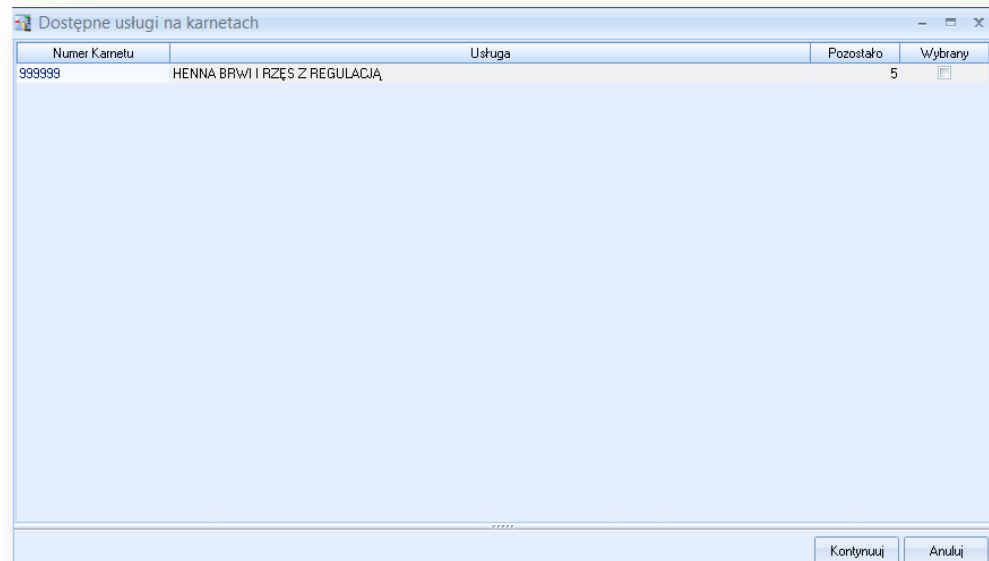 Dostępne usługi na karnetach
Numer Karnetu Usługa Pozostało Wybrany
999999 HENNA BRWI I RZĘS Z REGULACJĄ 5
Kontynuuj Anuluj